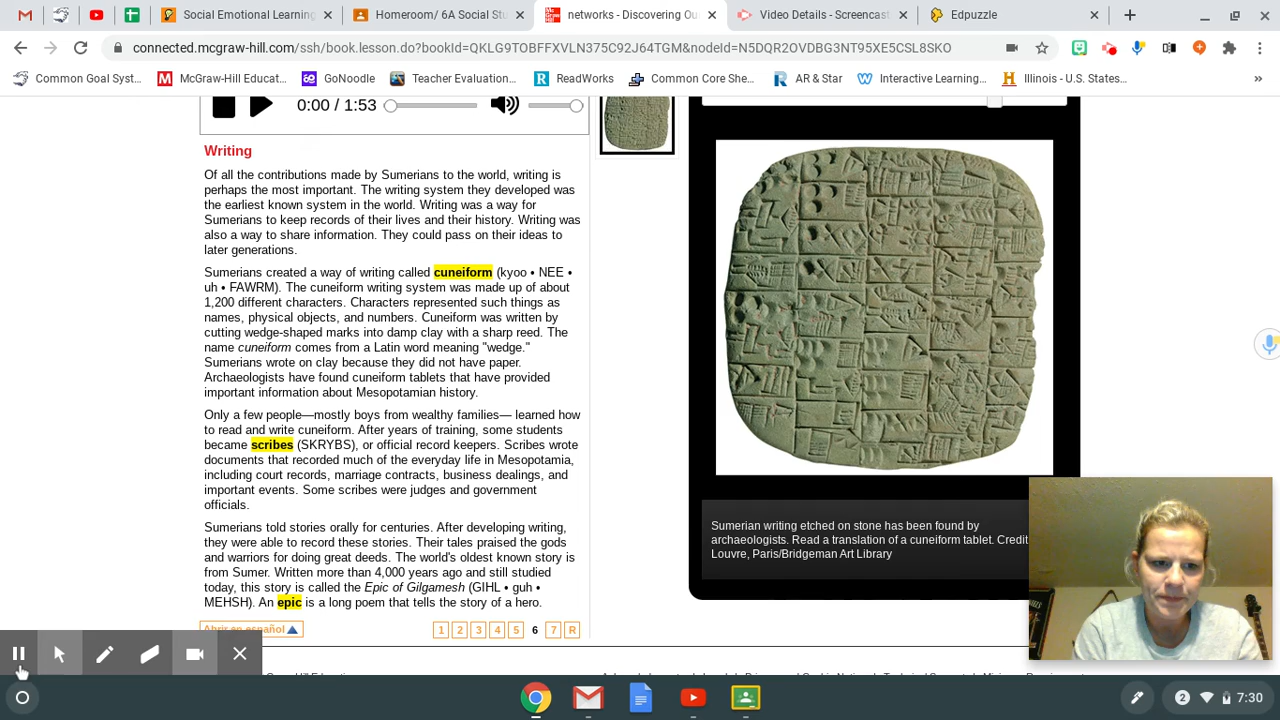 Social Emotional Learning
Homeroom/ 6A Social Stu
networks - Discovering Ou
Video Details - Screencast
Edpuzzle
connected.mcgraw-hill.com/ssh/book.lesson.do?bookId=QKLG9TOBFFXVLN375C92J64TGM&nodeId=N5DQR2OVDBG3NT95XE5CSL8SKO
Common Goal Syst...
McGraw-Hill Educat...
GoNoodle
Teacher Evaluation...
ReadWorks
Common Core She...
AR & Star
Interactive Learning...
Illinois - U.S. States...
»
0:00 / 1:53
Writing
Of all the contributions made by Sumerians to the world, writing is
perhaps the most important. The writing system they developed was
the earliest known system in the world. Writing was a way for
Sumerians to keep records of their lives and their history. Writing was
also a way to share information. They could pass on their ideas to
later generations.
Sumerians created a way of writing called cuneiform (kyoo • NEE •
uh • FAWRM). The cuneiform writing system was made up of about
1,200 different characters. Characters represented such things as
names, physical objects, and numbers. Cuneiform was written by
cutting wedge-shaped marks into damp clay with a sharp reed. The
name cuneiform comes from a Latin word meaning "wedge."
Sumerians wrote on clay because they did not have paper.
Archaeologists have found cuneiform tablets that have provided
important information about Mesopotamian history.
Only a few people—mostly boys from wealthy families— learned how
to read and write cuneiform. After years of training, some students
became scribes (SKRYBS), or official record keepers. Scribes wrote
documents that recorded much of the everyday life in Mesopotamia,
including court records, marriage contracts, business dealings, and
important events. Some scribes were judges and government
officials.
Sumerians told stories orally for centuries. After developing writing,
they were able to record these stories. Their tales praised the gods
and warriors for doing great deeds. The world's oldest known story is
from Sumer. Written more than 4,000 years ago and still studied
today, this story is called the Epic of Gilgamesh (GIHL • guh •
MEHSH). An epic is a long poem that tells the story of a hero.
Abrir en español
1 2 3 4 5 6 7 R
Sumerian writing etched on stone has been found by
archaeologists. Read a translation of a cuneiform tablet. Credit
Louvre, Paris/Bridgeman Art Library
2
7:30